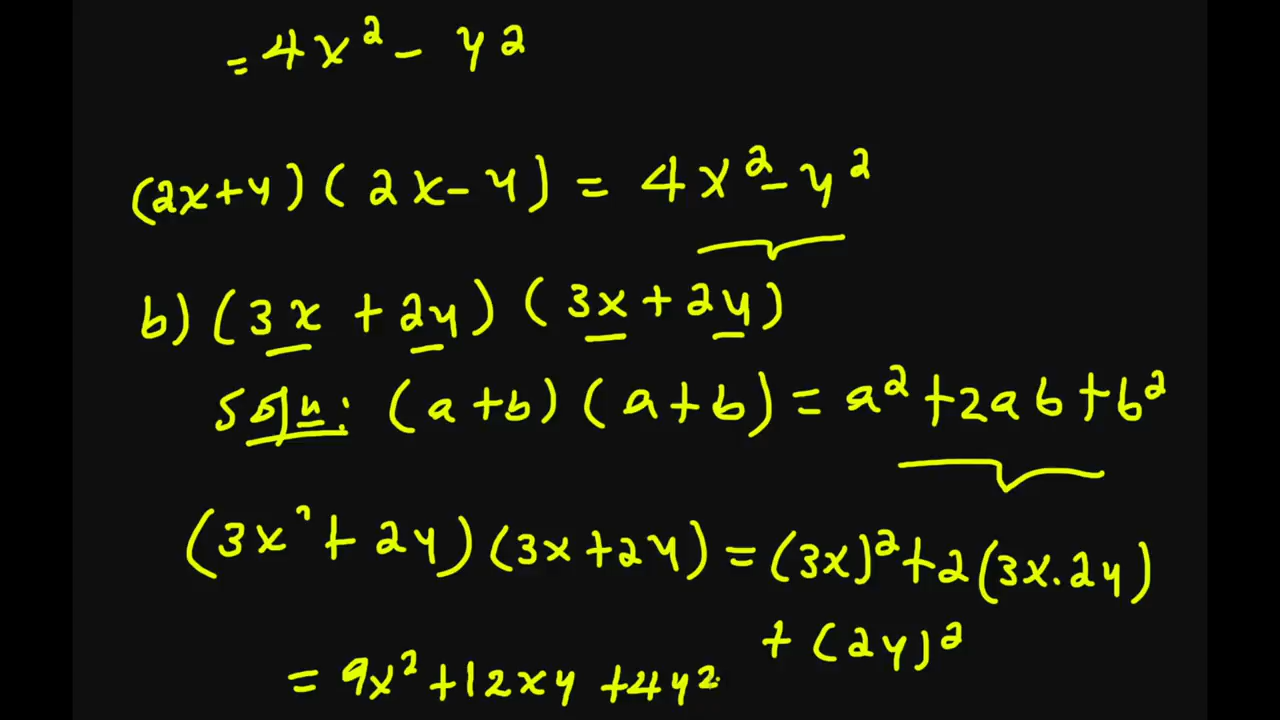 = 4x² - y2
(2x+y)(2x-y) = 4x² - y²
b) (3x + 2y) (3x + 2y)
Soln: (a+b)(a+b) = a² + 2ab + b²
(3x + 2y)(3x+2y) = (3x)² + 2(3x.2y)
+ (2y)²
= 9x² + 12xy + 4y²